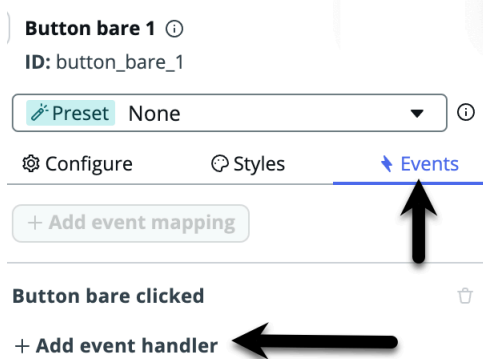 Button bare 1
ID: button_bare_1
Preset None
Configure Styles Events
+ Add event mapping
Button bare clicked
+ Add event handler